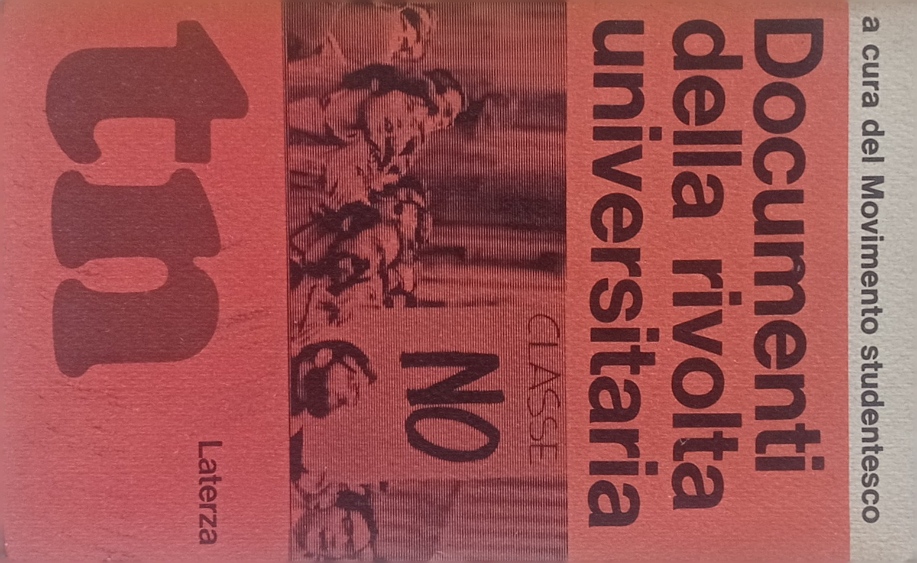 a cura del Movimento studentesco
Documenti
della rivolta
universitaria
CLASSE
NO
tn
Laterza